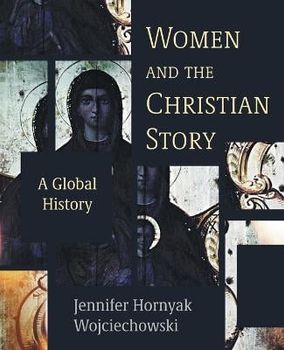 WOMEN
AND THE
CHRISTIAN
STORY
A Global
History
Jennifer Hornyak
Wojciechowski